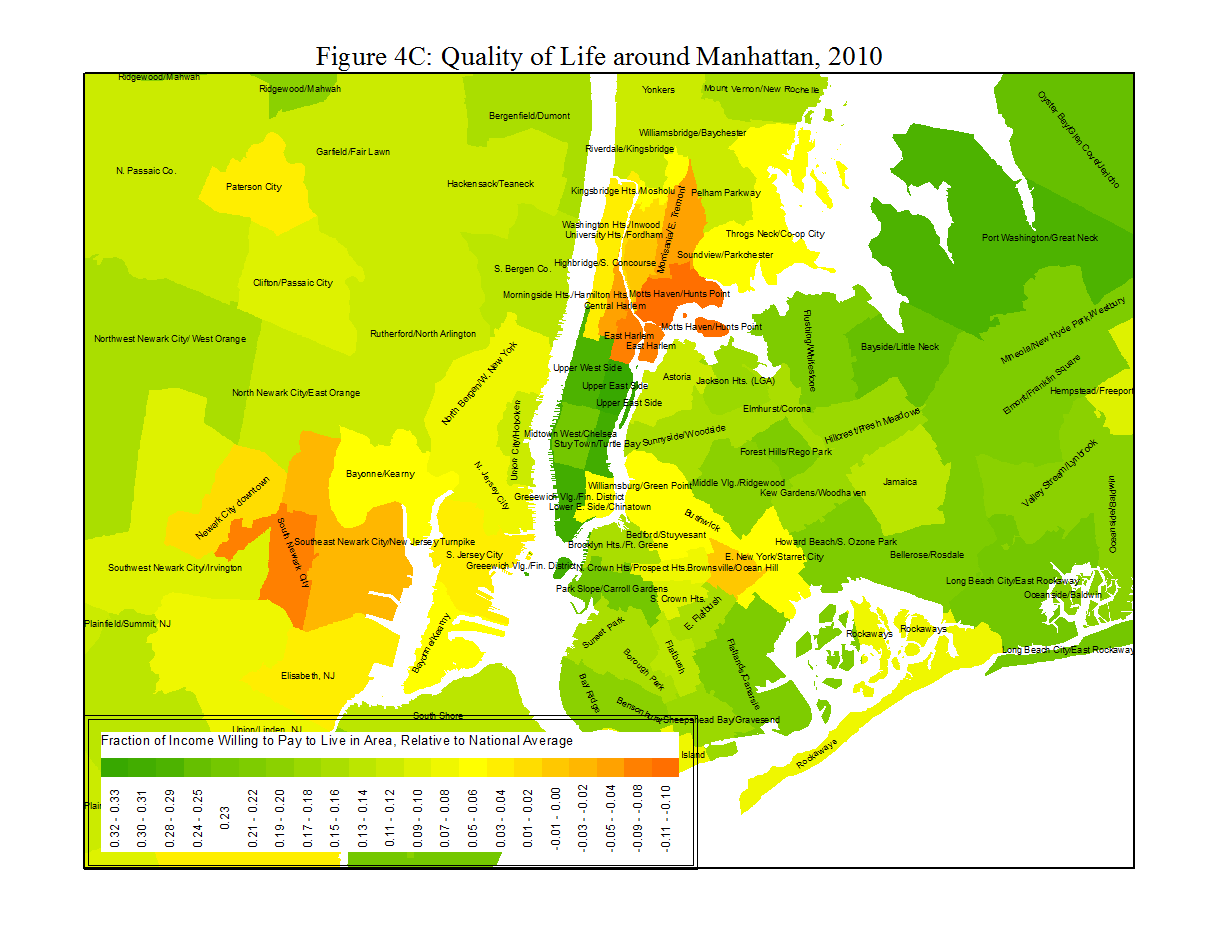 Figure 4C: Quality of Life around Manhattan, 2010
Ridgewood/Mahwah
Ridgewood/Mahwah
Yonkers
Mount Vernon/New Rochelle
Oyster Bay/Glen Cove/Jericho
Bergenfield/Dumont
Williamsbridge/Baychester
Riverdale/Kingsbridge
Garfield/Fair Lawn
N. Passaic Co.
Paterson City
Hackensack/Teaneck
Kingsbridge Hts./Mosholu
Pelham Parkway
Morrisania/E. Tremont
Washington Hts./Inwood
University Hts./Fordham
Throgs Neck/Co-op City
Port Washington/Great Neck
Soundview/Parkchester
Highbridge/S. Concourse
S. Bergen Co.
Clifton/Passaic City
Morningside Hts./Hamilton Hts.
Motts Haven/Hunts Point
Central Harlem
Motts Haven/Hunts Point
Mineola/New Hyde Park/Westbury
Northwest Newark City/ West Orange
Rutherford/North Arlington
East Harlem
East Harlem
Flushing/Whitestone
Bayside/Little Neck
Upper West Side
Astoria
Jackson Hts. (LGA)
Upper East Side
North Bergen/W. New York
Elmont/Franklin Square
Hempstead/Freeport
North Newark City/East Orange
Upper East Side
Elmhurst/Corona
Union City/Hoboken
Midtown West/Chelsea
Stuy Town/Turtle Bay
Sunnyside/Woodside
Hillcrest/Fresh Meadows
Forest Hills/Rego Park
Bayonne/Kearny
N. Jersey City
Williamsburg/Green Point
Middle Vlg./Ridgewood
Kew Gardens/Woodhaven
Jamaica
Valley Stream/Lynbrook
Greeewich Vlg./Fin. District
Lower E. Side/Chinatown
Newark City downtown
Bushwick
Oceanside/Baldwin
Bedford/Stuyvesant
South Newark City
Southeast Newark City/New Jersey Turnpike
Brooklyn Hts./Ft. Greene
Howard Beach/S. Ozone Park
S. Jersey City
E. New York/Starret City
Bellerose/Rosdale
Southwest Newark City/Irvington
Greeewich Vlg./Fin. District
N. Crown Hts/Prospect Hts.
Brownsville/Ocean Hill
Long Beach City/East Rocksway
Park Slope/Carroll Gardens
Oceanside/Baldwin
S. Crown Hts.
E. Flatbush
Plainfield/Summit, NJ
Sunset Park
Rockaways
Rockaways
Bayonne/Kearny
Long Beach City/East Rockaway
Flatbush
Borough Park
Flatlands/Canarsie
Elisabeth, NJ
Bay Ridge
Bensonhurst
South Shore
Sheepshead Bay/Gravesend
Union/Linden, NJ
Island
Rockaways
Fraction of Income Willing to Pay to Live in Area, Relative to National Average
Plai
0.32 - 0.33
0.30 - 0.31
0.28 - 0.29
0.24 - 0.25
0.23
0.21 - 0.22
0.19 - 0.20
0.17 - 0.18
0.15 - 0.16
0.13 - 0.14
0.11 - 0.12
0.09 - 0.10
0.07 - 0.08
0.05 - 0.06
0.03 - 0.04
0.01 - 0.02
-0.01 - 0.00
-0.03 - -0.02
-0.05 - -0.04
-0.09 - -0.08
-0.11 - -0.10